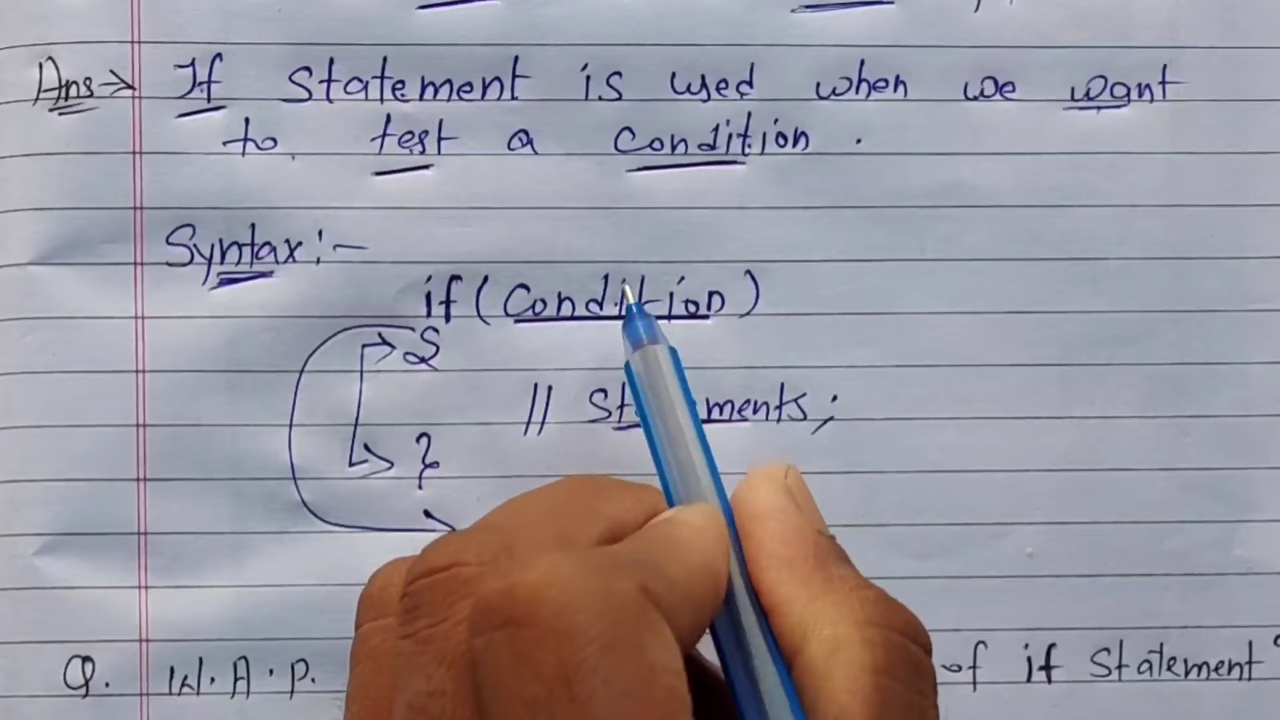 Ans→ If Statement is used when we want
to test a Condition.
Syntax:-
if (Condition)
{
// Statements;
}
Q. W.A.P. of if Statement